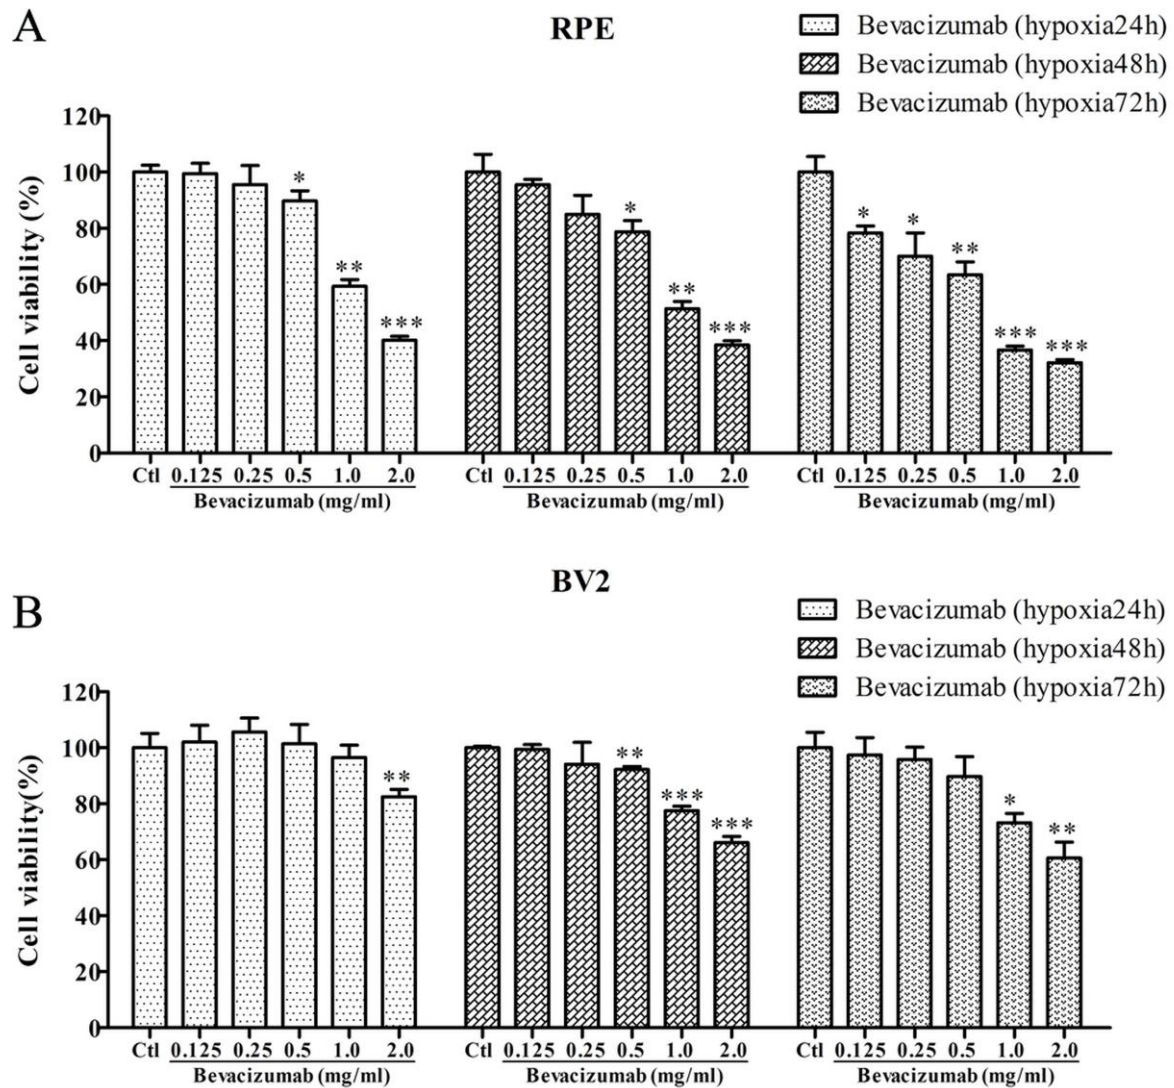 A
RPE
Bevacizumab (hypoxia24h)
Bevacizumab (hypoxia48h)
Bevacizumab (hypoxia72h)
Cell viability (%)
120
100
80
60
40
20
0
* ** ***
* ** ***
* * ** *** ***
Ctl 0.125 0.25 0.5 1.0 2.0 Ctl 0.125 0.25 0.5 1.0 2.0 Ctl 0.125 0.25 0.5 1.0 2.0
Bevacizumab (mg/ml) Bevacizumab (mg/ml) Bevacizumab (mg/ml)
B
BV2
Bevacizumab (hypoxia24h)
Bevacizumab (hypoxia48h)
Bevacizumab (hypoxia72h)
Cell viability(%)
120
100
80
60
40
20
0
**
** *** ***
* **
Ctl 0.125 0.25 0.5 1.0 2.0 Ctl 0.125 0.25 0.5 1.0 2.0 Ctl 0.125 0.25 0.5 1.0 2.0
Bevacizumab (mg/ml) Bevacizumab (mg/ml) Bevacizumab (mg/ml)